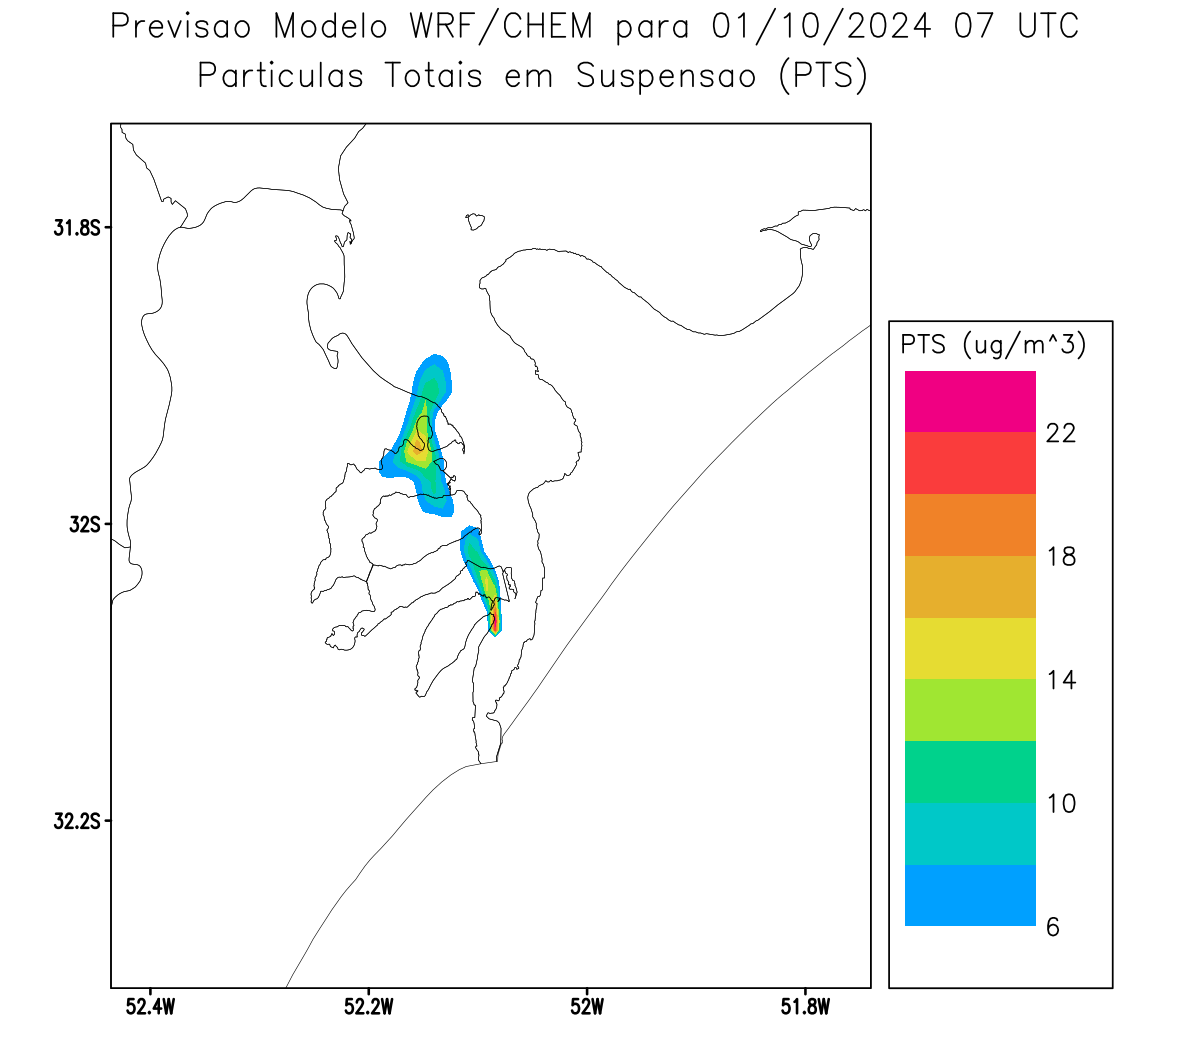 Previsao Modelo WRF/CHEM para 01/10/2024 07 UTC
Particulas Totais em Suspensao (PTS)
31.8S
32S
32.2S
52.4W
52.2W
52W
51.8W
PTS (ug/m^3)
22
18
14
10
6